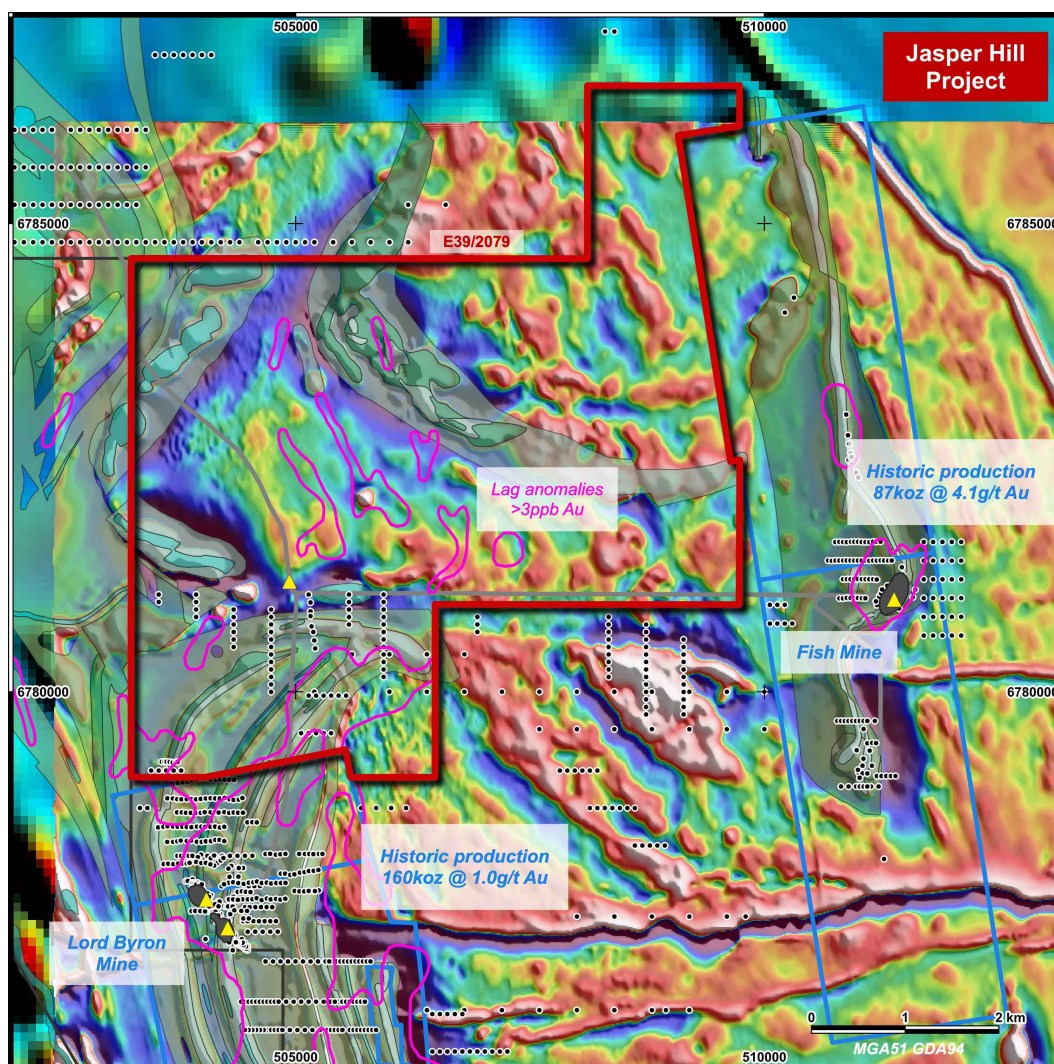 505000
510000
Jasper Hill
Project
6785000
6785000
E39/2079
Lag anomalies
>3ppb Au
Historic production
87koz @ 4.1g/t Au
Fish Mine
6780000
6780000
Historic production
160koz @ 1.0g/t Au
Lord Byron
Mine
0
1
2 km
MGA51 GDA94
505000
510000